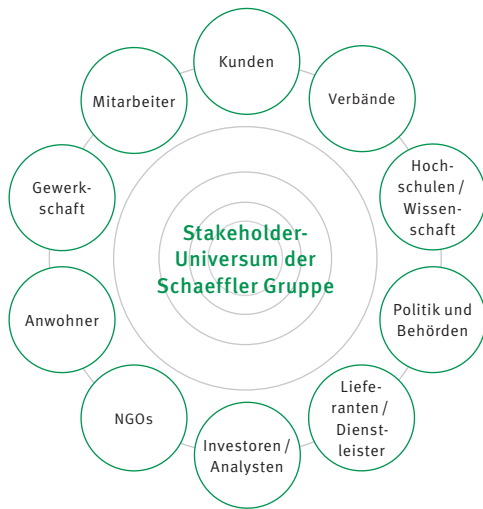 Kunden
Verbände
Hoch-
schulen /
Wissen-
schaft
Politik und
Behörden
Liefe-
ranten /
Dienst-
leister
Investoren /
Analysten
NGOs
Anwohner
Gewerk-
schaft
Mitarbeiter
Stakeholder-
Universum der
Schaeffler Gruppe